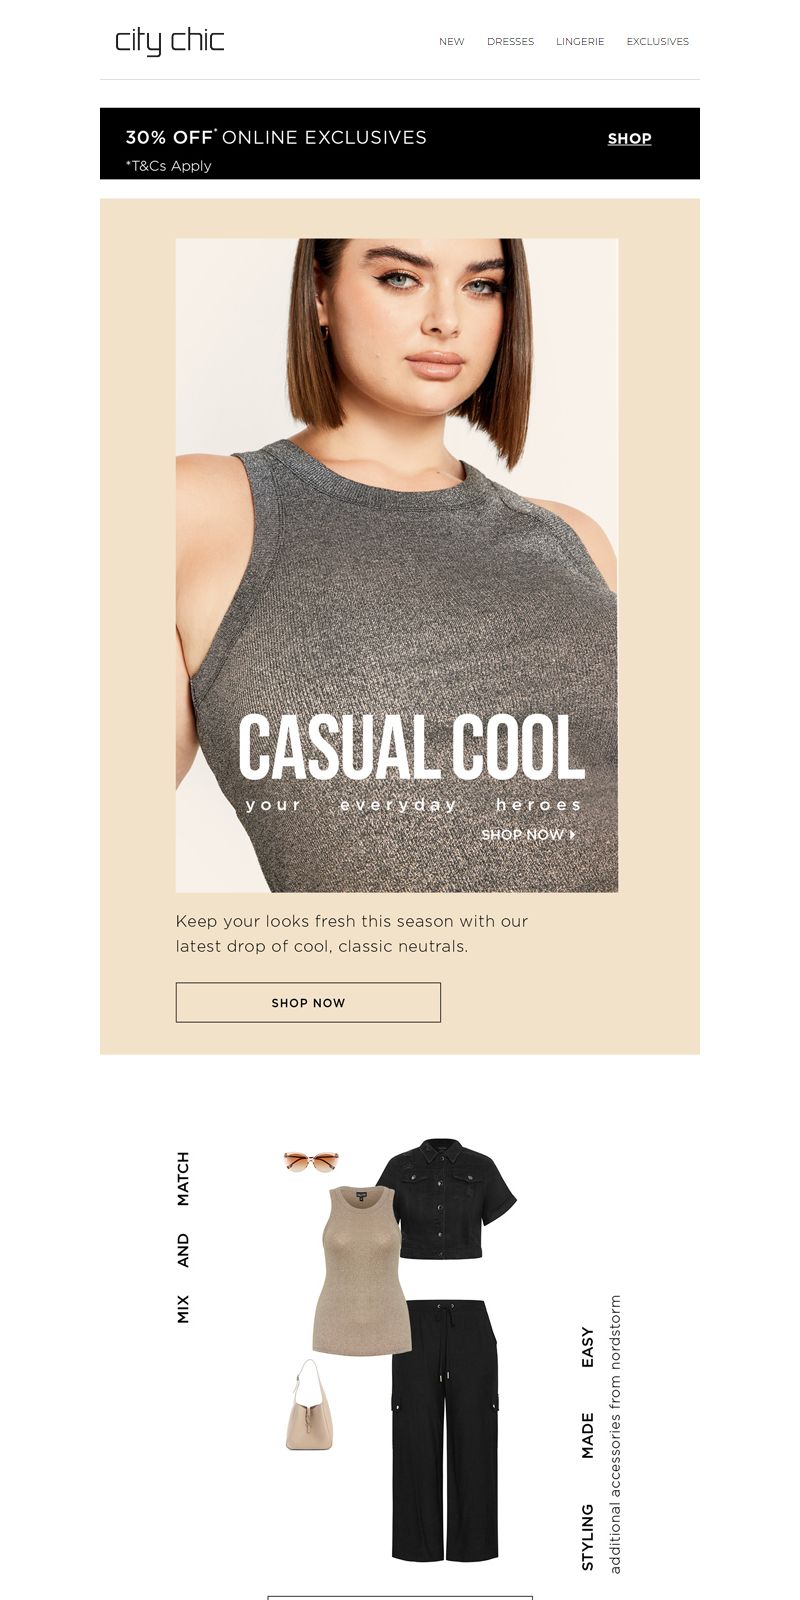 city chic
NEW DRESSES LINGERIE EXCLUSIVES
30% OFF* ONLINE EXCLUSIVES
SHOP
*T&Cs Apply
CASUAL COOL
your everyday heroes
SHOP NOW
Keep your looks fresh this season with our
latest drop of cool, classic neutrals.
SHOP NOW
MIX AND MATCH
STYLING MADE EASY
additional accessories from nordstorm